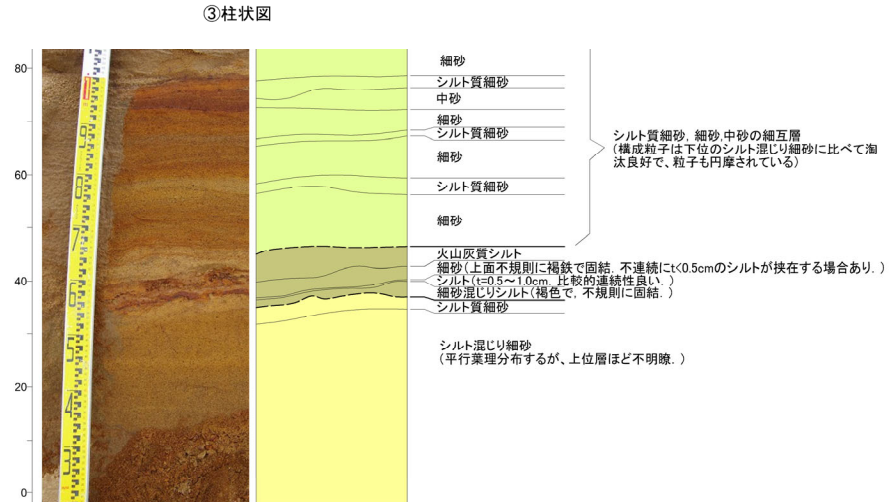 ③柱状図
80
60
40
20
0
1
9
8
7
6
5
4
3
細砂
シルト質細砂
中砂
細砂
シルト質細砂
細砂
シルト質細砂
細砂
シルト質細砂, 細砂,中砂の細互層
(構成粒子は下位のシルト混じり細砂に比べて淘
汰良好で、粒子も円摩されている)
火山灰質シルト
細砂(上面不規則に褐鉄で固結. 不連続にt<0.5cmのシルトが挟在する場合あり. )
シルト(t=0.5~1.0cm. 比較的連続性良い. )
細砂混じりシルト(褐色で, 不規則に固結. )
シルト質細砂
シルト混じり細砂
(平行葉理分布するが、上位層ほど不明瞭. )